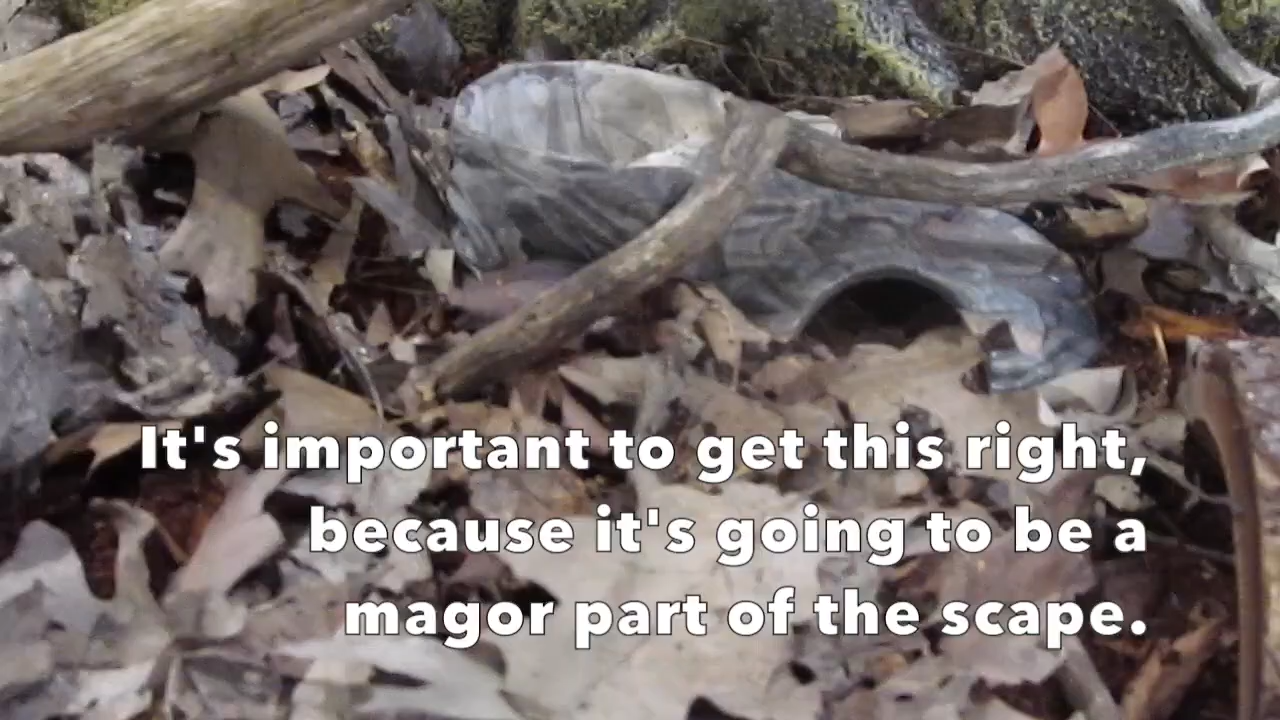 It's important to get this right,
because it's going to be a
magor part of the scape.